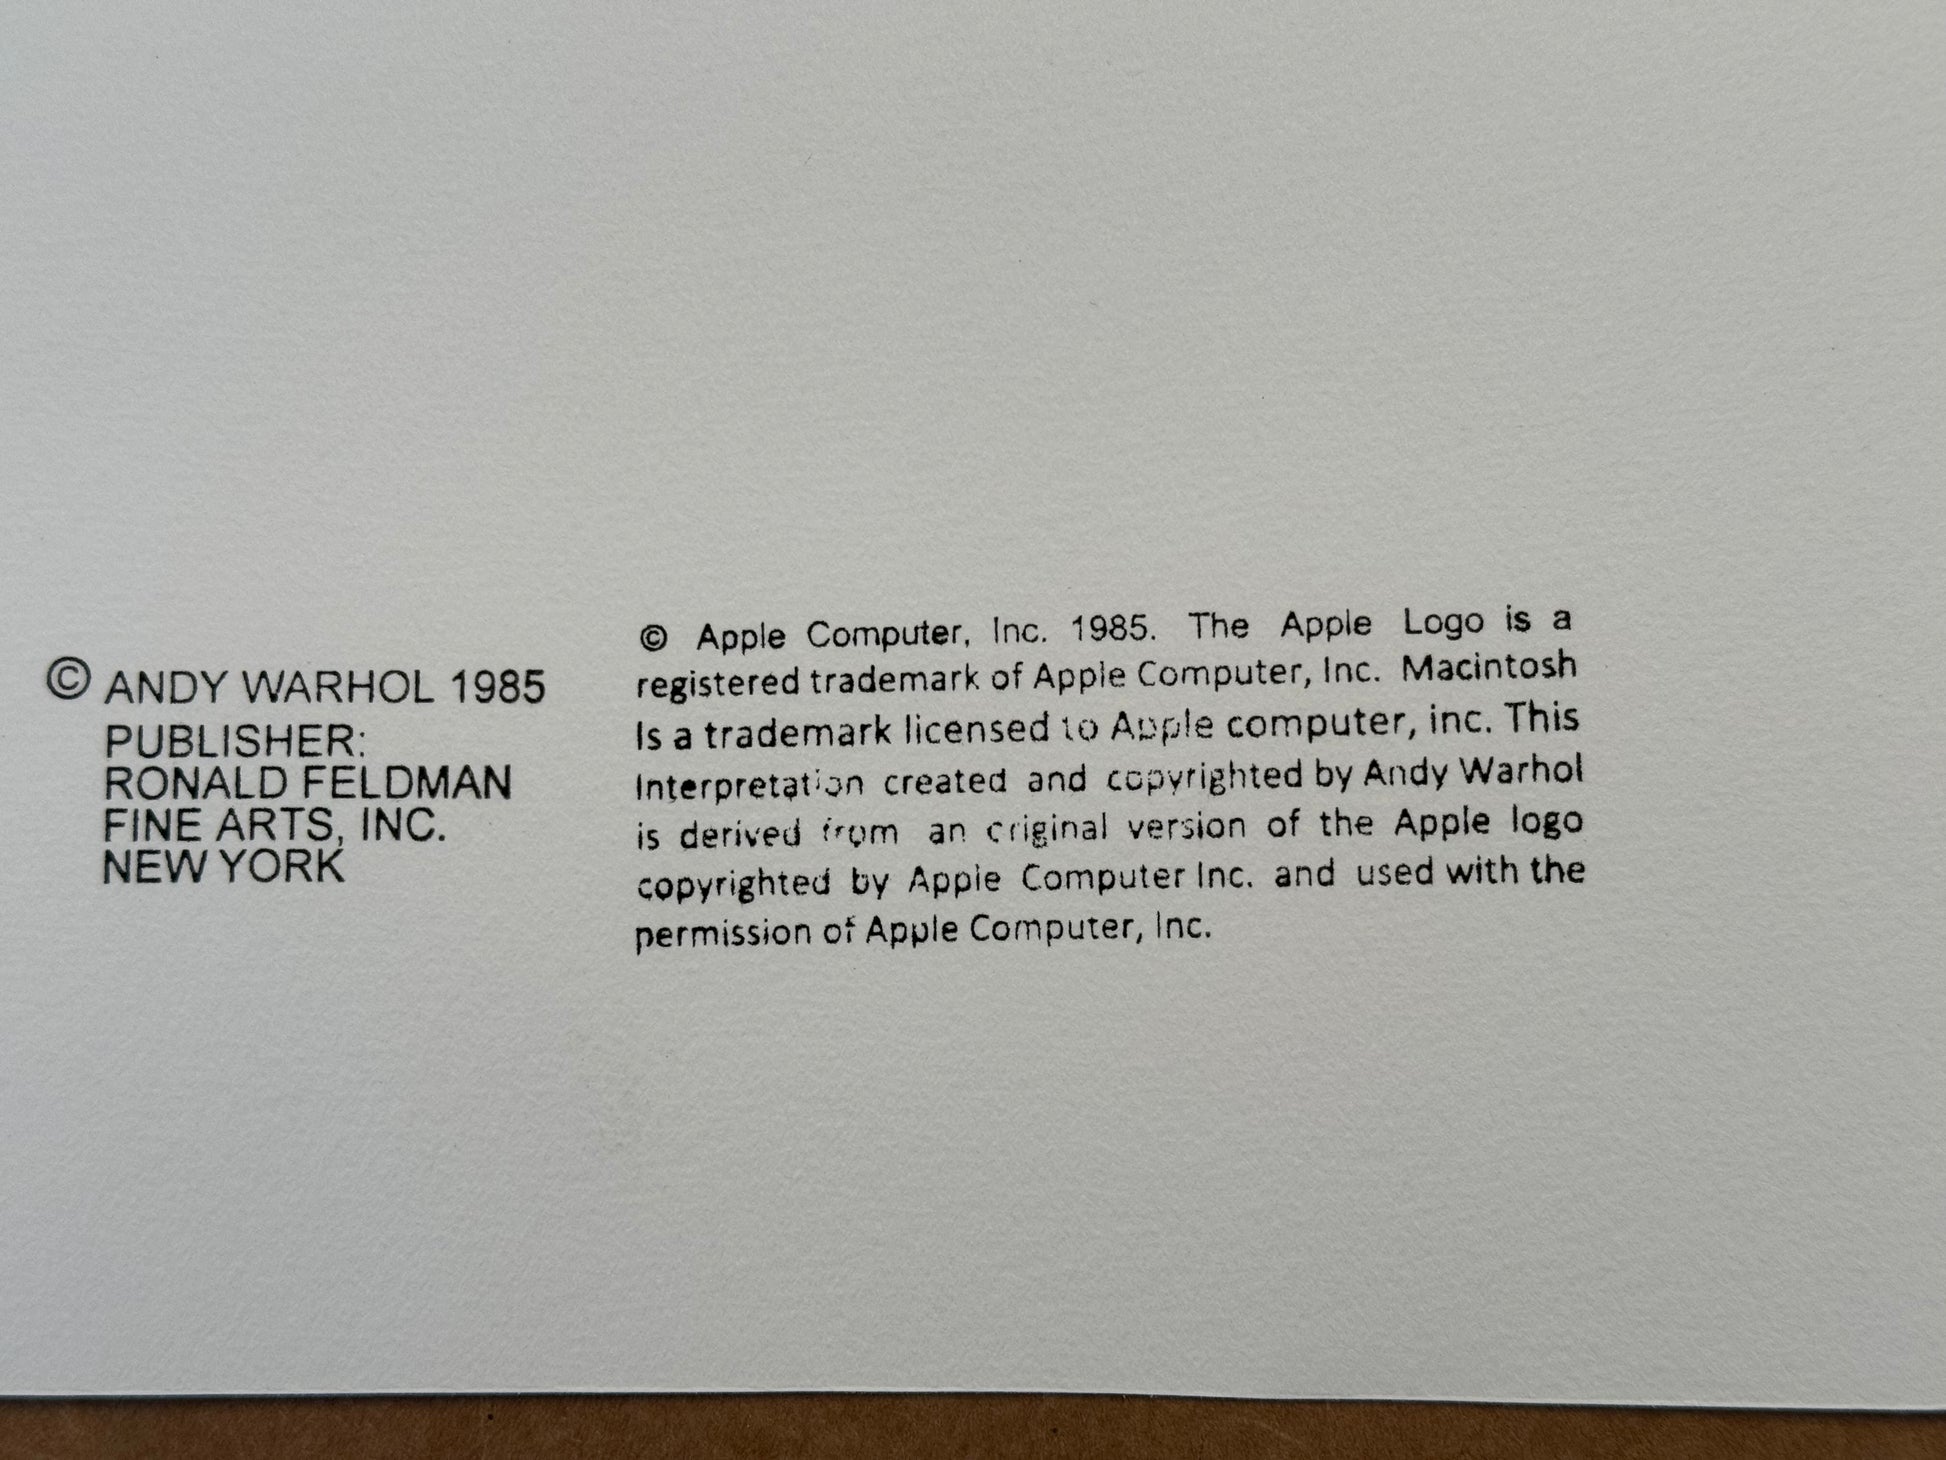 © ANDY WARHOL 1985
PUBLISHER:
RONALD FELDMAN
FINE ARTS, INC.
NEW YORK
© Apple Computer, Inc. 1985. The Apple Logo is a
registered trademark of Apple Computer, Inc. Macintosh
Is a trademark licensed to Apple computer, inc. This
Interpretation created and copyrighted by Andy Warhol
is derived from an original version of the Apple logo
copyrighted by Apple Computer Inc. and used with the
permission of Apple Computer, Inc.